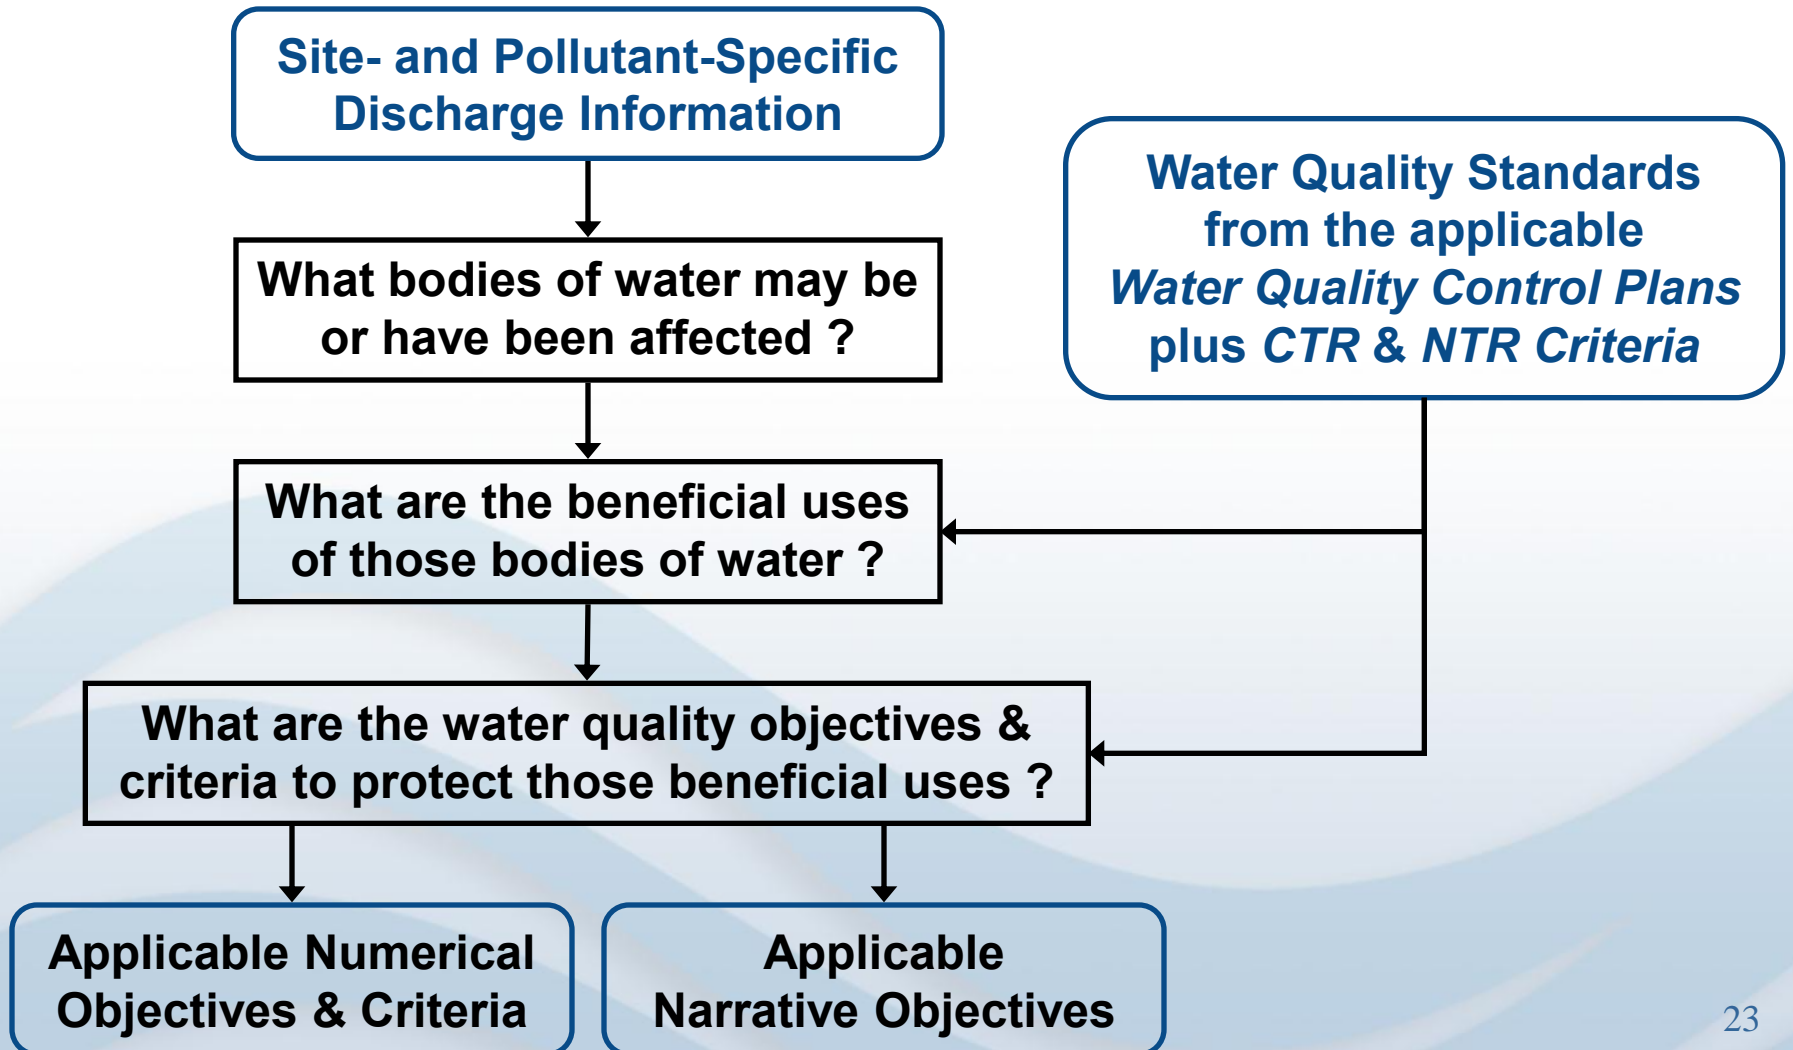 Site- and Pollutant-Specific
Discharge Information
Water Quality Standards
from the applicable
Water Quality Control Plans
plus CTR & NTR Criteria
What bodies of water may be
or have been affected ?
What are the beneficial uses
of those bodies of water ?
What are the water quality objectives &
criteria to protect those beneficial uses ?
Applicable Numerical
Objectives & Criteria
Applicable
Narrative Objectives
23